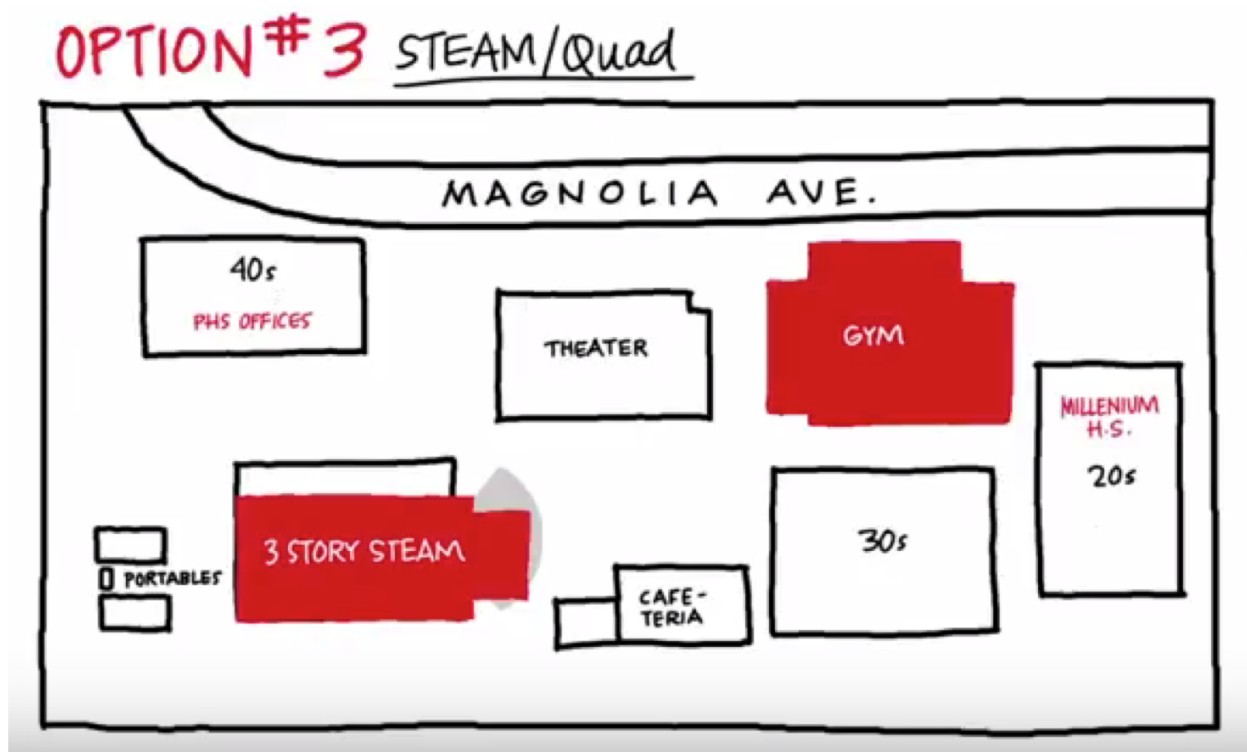 OPTION #3 STEAM/Quad
MAGNOLIA AVE.
40s
PHS OFFICES
THEATER
GYM
MILLENIUM
H.S.
20s
3 STORY STEAM
30s
PORTABLES
CAFE-
TERIA